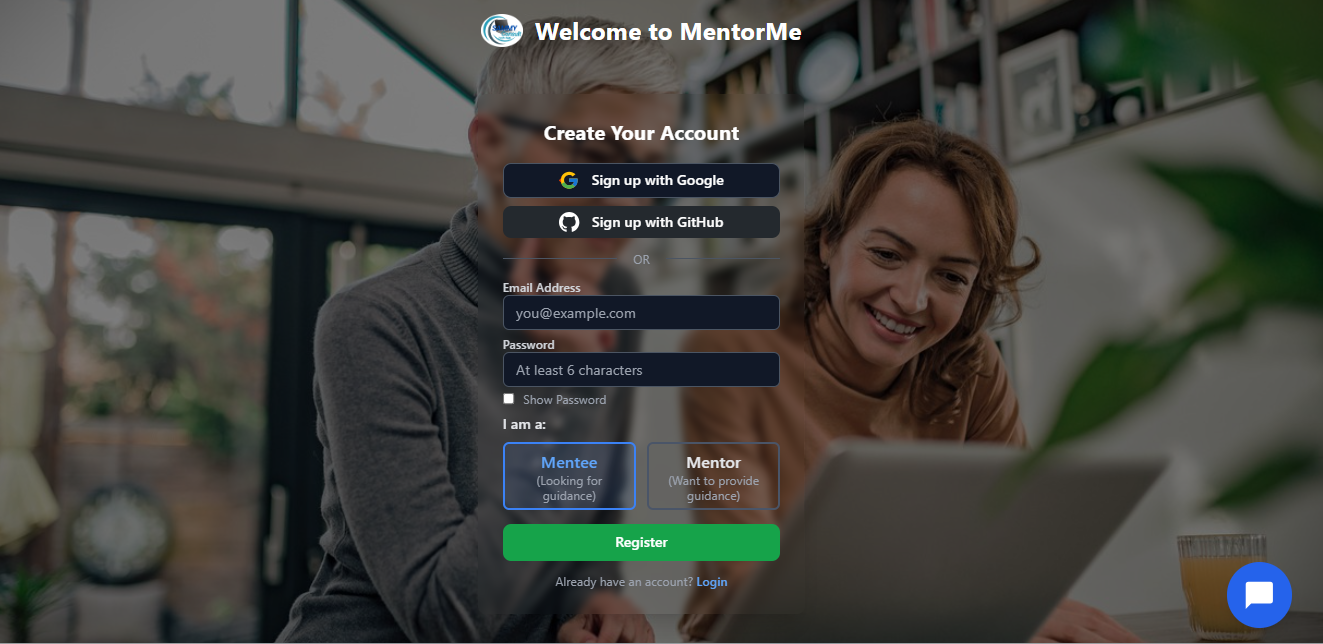 Welcome to MentorMe
Create Your Account
Sign up with Google
Sign up with GitHub
OR
Email Address
you@example.com
Password
At least 6 characters
Show Password
I am a:
Mentee
(Looking for
guidance)
Mentor
(Want to provide
guidance)
Register
Already have an account? Login